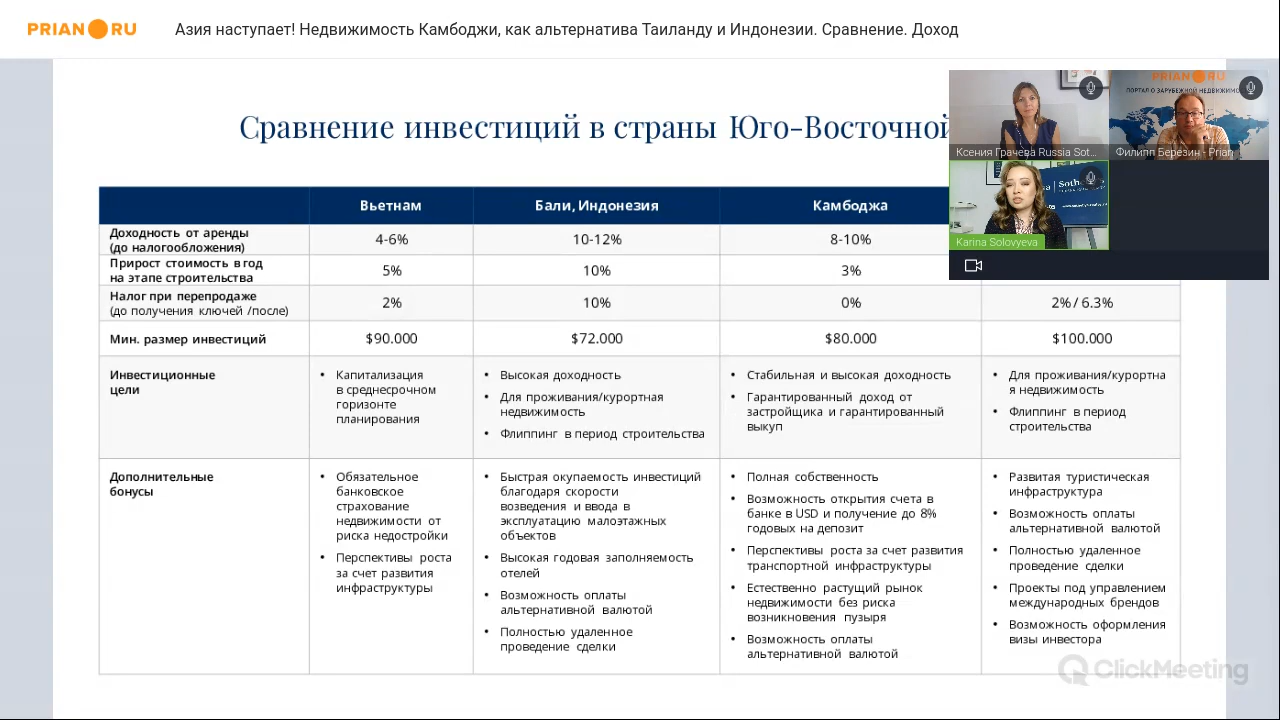 PRIAN RU
Азия наступает! Недвижимость Камбоджи, как альтернатива Таиланду и Индонезии. Сравнение. Доход
Сравнение инвестиций в страны Юго-Восточной
PRIAN RU
ПОРТАЛ О ЗАРУБЕЖНОЙ НЕДВИЖИМО
Ксения Грачева Russia Sot...
Филипп Березин - Prian
Karina Solovyeva
Вьетнам
Бали, Индонезия
Камбоджа
Доходность от аренды
(до налогообложения)
4-6%
10-12%
8-10%
Прирост стоимость в год
на этапе строительства
5%
10%
3%
Налог при перепродаже
(до получения ключей /после)
2%
10%
0%
2% / 6.3%
Мин. размер инвестиций
$90.000
$72.000
$80.000
$100.000
Инвестиционные
цели
• Капитализация
в среднесрочном
горизонте
планирования
• Высокая доходность
• Для проживания/курортная
недвижимость
• Флиппинг в период строительства
• Стабильная и высокая доходность
• Гарантированный доход от
застройщика и гарантированный
выкуп
• Для проживания/курортна
я недвижимость
• Флиппинг в период
строительства
Дополнительные
бонусы
• Обязательное
банковское
страхование
недвижимости от
риска недостройки
• Перспективы роста
за счет развития
инфраструктуры
• Быстрая окупаемость инвестиций
благодаря скорости
возведения и ввода в
эксплуатацию малоэтажных
объектов
• Высокая годовая заполняемость
отелей
• Возможность оплаты
альтернативной валютой
• Полностью удаленное
проведение сделки
• Полная собственность
• Возможность открытия счета в
банке в USD и получение до 8%
годовых на депозит
• Перспективы роста за счет развития
транспортной инфраструктуры
• Естественно растущий рынок
недвижимости без риска
возникновения пузыря
• Возможность оплаты
альтернативной валютой
• Развитая туристическая
инфраструктура
• Возможность оплаты
альтернативной валютой
• Полностью удаленное
проведение сделки
• Проекты под управлением
международных брендов
• Возможность оформления
визы инвестора
ClickMeeting